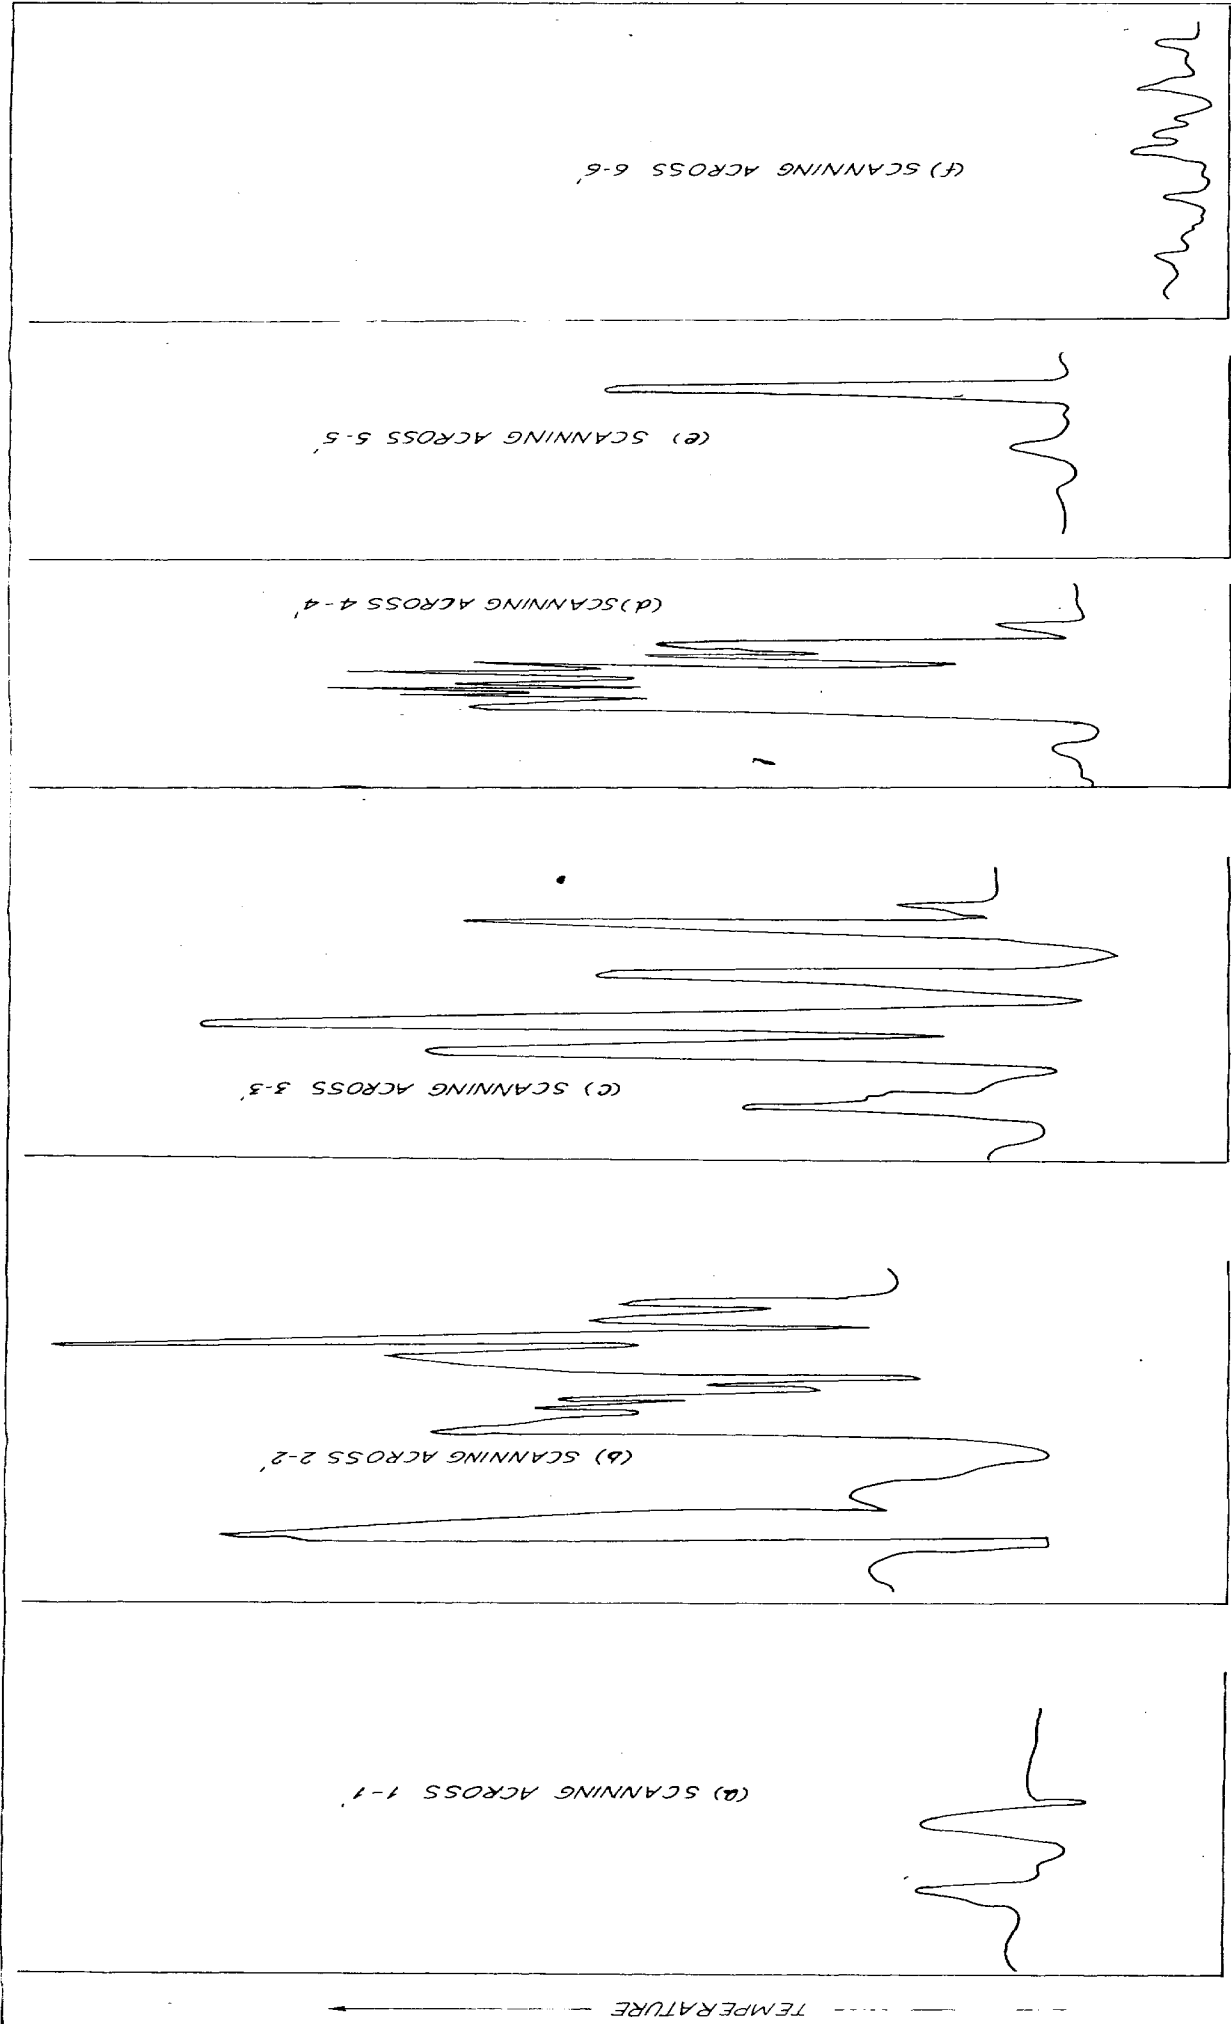 TEMPERATURE
(a) SCANNING ACROSS 1-1'
(b) SCANNING ACROSS 2-2'
(c) SCANNING ACROSS 3-3'
(d) SCANNING ACROSS 4-4'
(e) SCANNING ACROSS 5-5'
(f) SCANNING ACROSS 6-6'